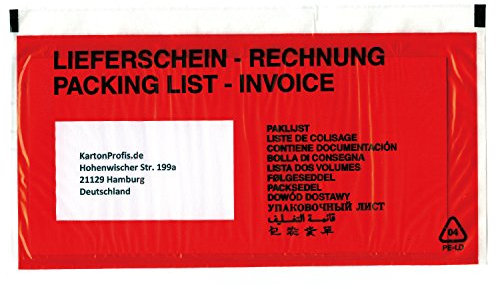 LIEFERSCHEIN - RECHNUNG
PACKING LIST - INVOICE
KartonProfis.de
Hohenwischer Str. 199a
21129 Hamburg
Deutschland
PAKLIJST
LISTE DE COLISAGE
CONTIENE DOCUMENTACIÓN
BOLLA DI CONSEGNA
LISTA DOS VOLUMES
FØLGESEDDEL
PACKSEDEL
DOWÓD DOSTAWY
УПАКОВОЧНЫЙ ЛИСТ
قائمة التغليف
04
PE-LD